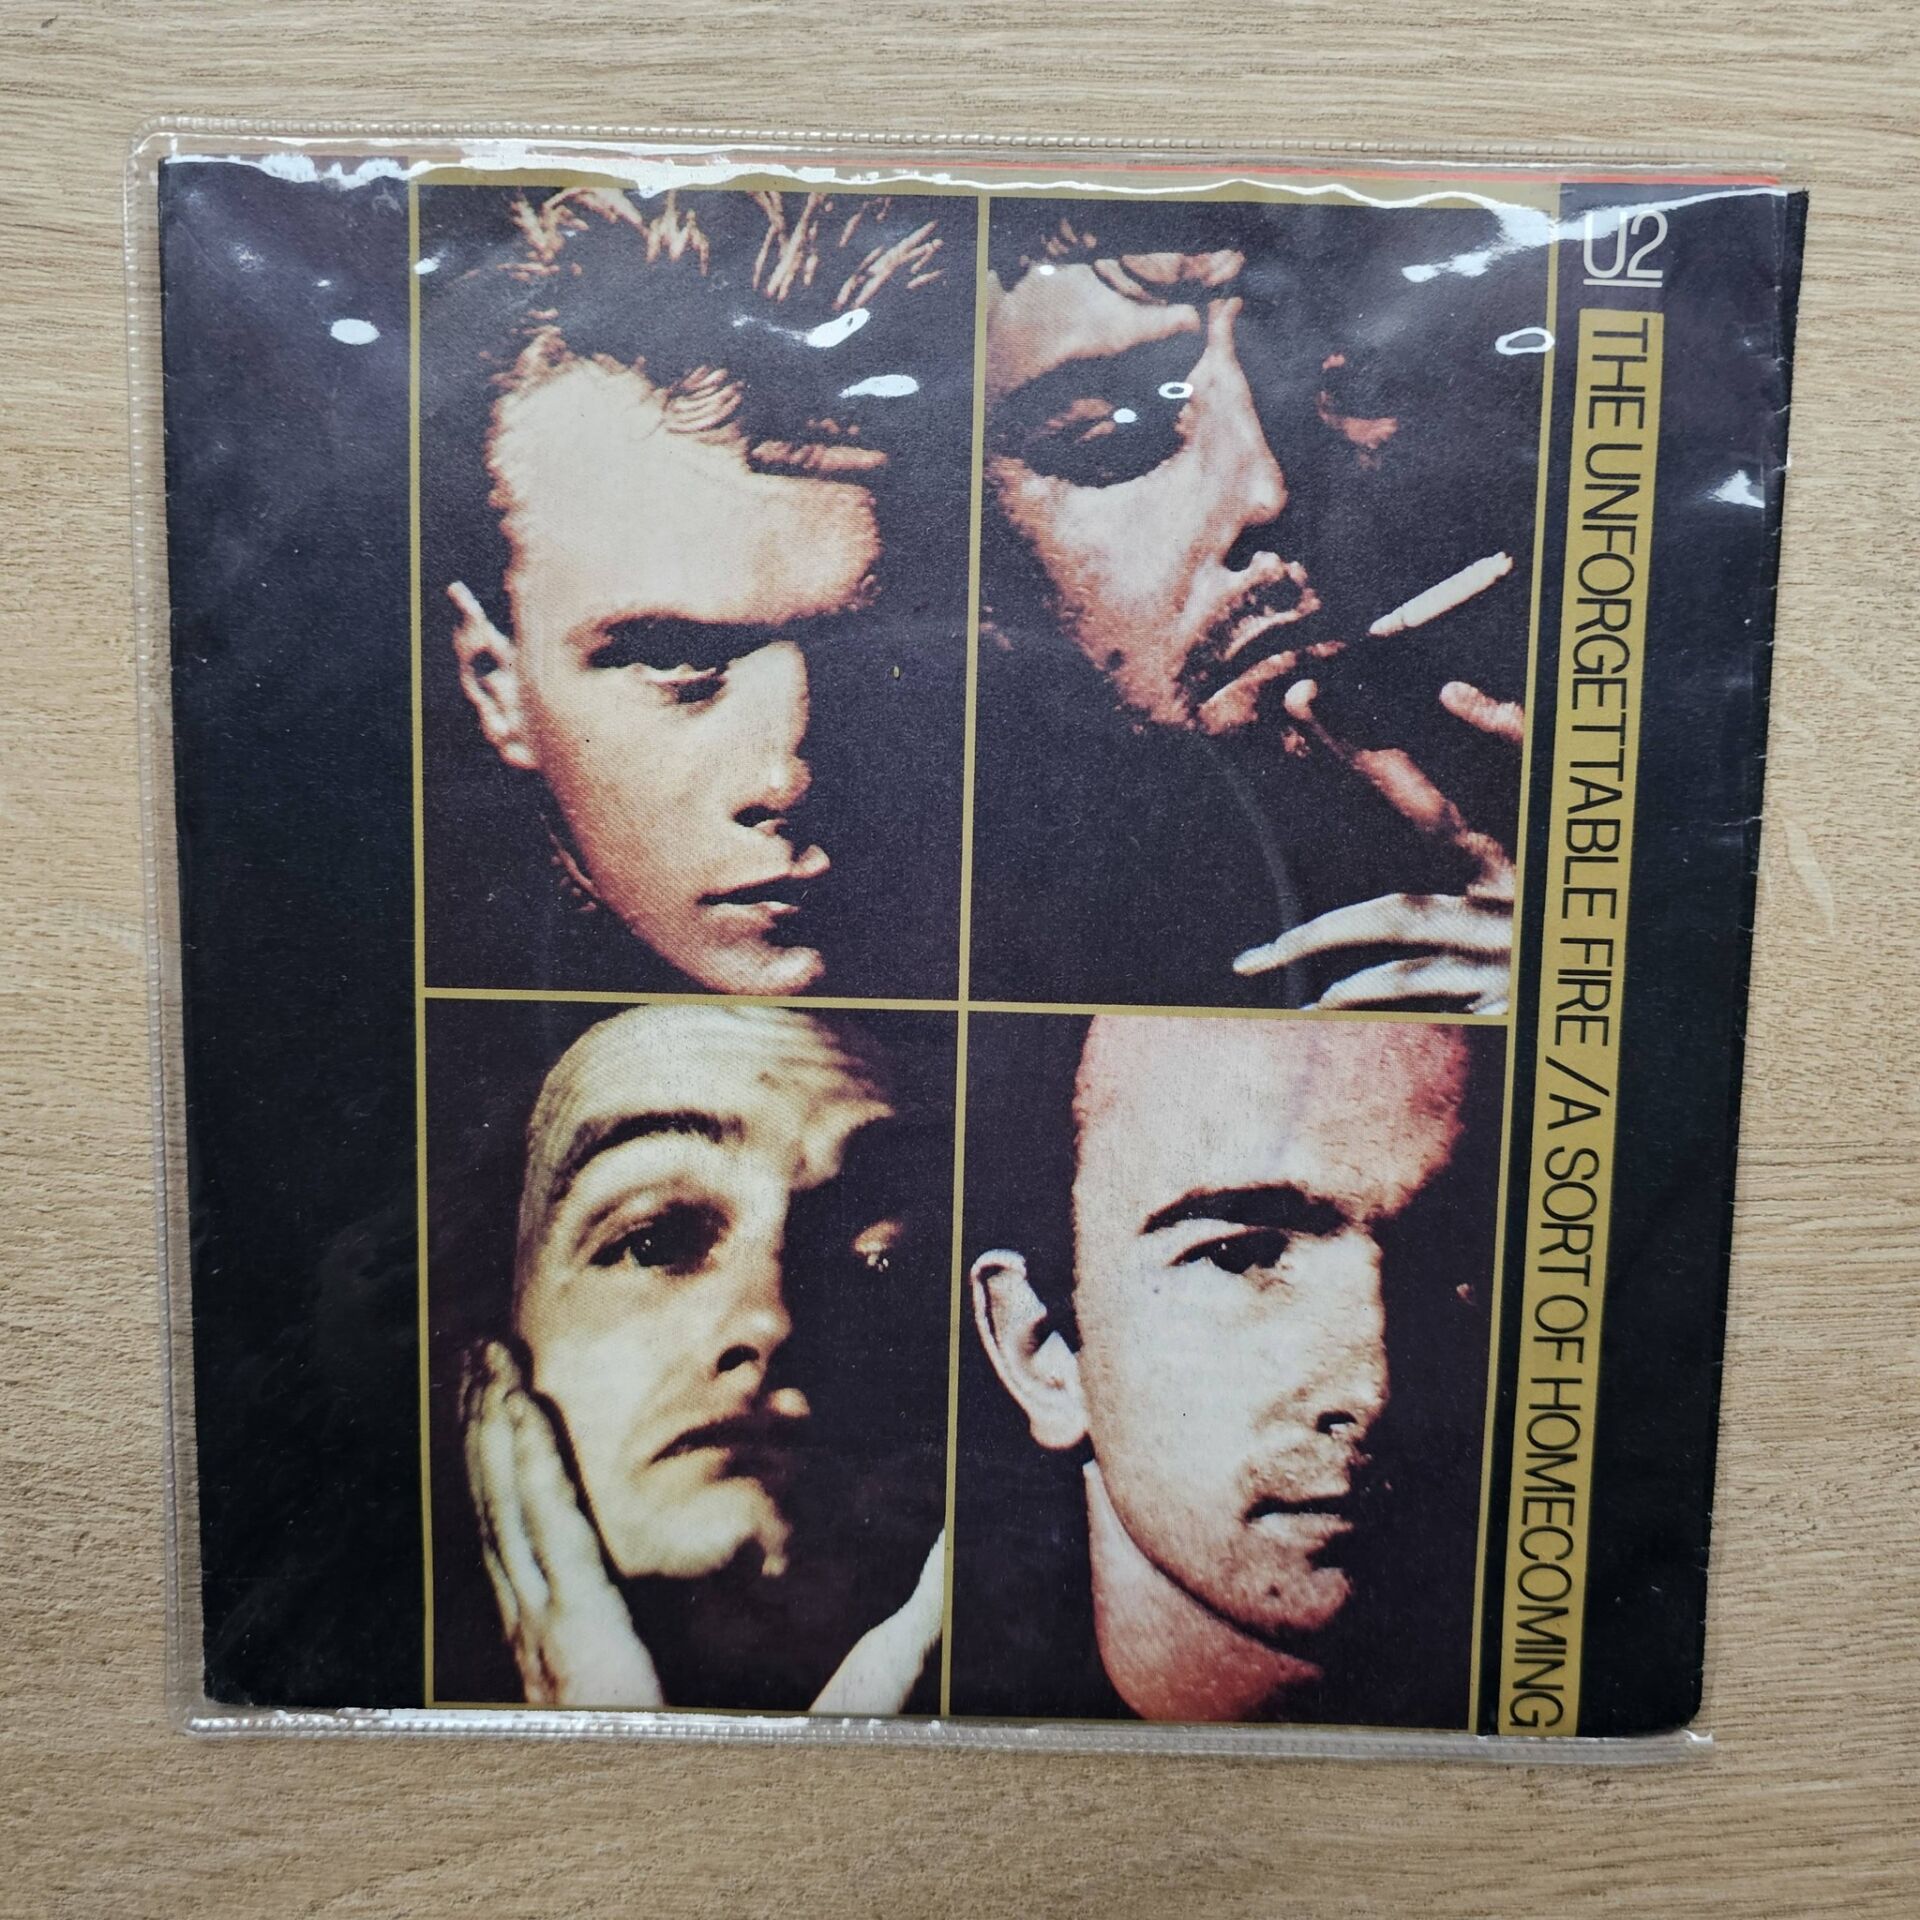 U2
THE UNFORGETTABLE FIRE / A SORT OF HOMECOMING